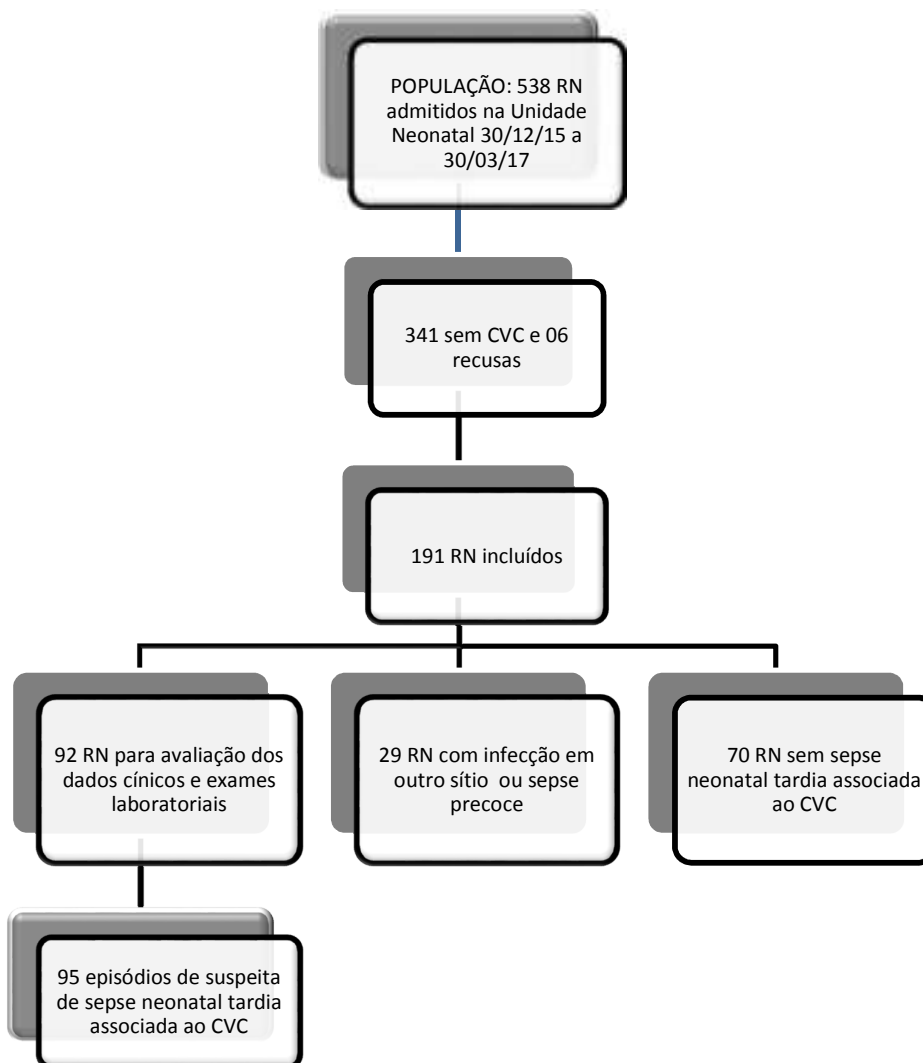 POPULAÇÃO: 538 RN
admitidos na Unidade
Neonatal 30/12/15 a
30/03/17
341 sem CVC e 06
recusas
191 RN incluídos
92 RN para avaliação dos
dados cínicos e exames
laboratoriais
29 RN com infecção em
outro sítio ou sepse
precoce
70 RN sem sepse
neonatal tardia associada
ao CVC
95 episódios de suspeita
de sepse neonatal tardia
associada ao CVC